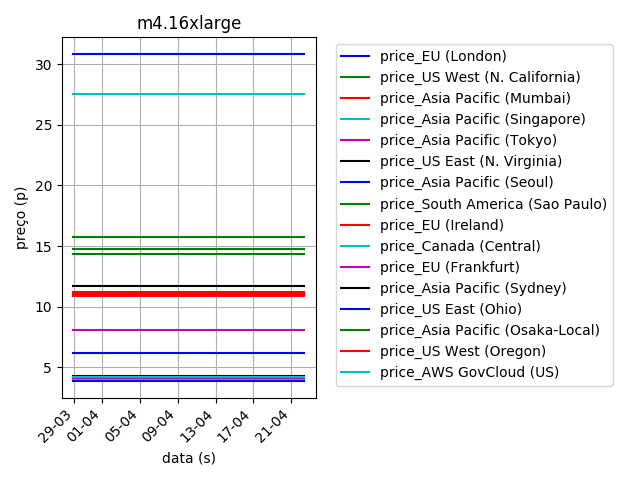 m4.16xlarge
preço (p)
30
25
20
15
10
5
29-03
01-04
05-04
09-04
13-04
17-04
21-04
data (s)
price_EU (London)
price_US West (N. California)
price_Asia Pacific (Mumbai)
price_Asia Pacific (Singapore)
price_Asia Pacific (Tokyo)
price_US East (N. Virginia)
price_Asia Pacific (Seoul)
price_South America (Sao Paulo)
price_EU (Ireland)
price_Canada (Central)
price_EU (Frankfurt)
price_Asia Pacific (Sydney)
price_US East (Ohio)
price_Asia Pacific (Osaka-Local)
price_US West (Oregon)
price_AWS GovCloud (US)